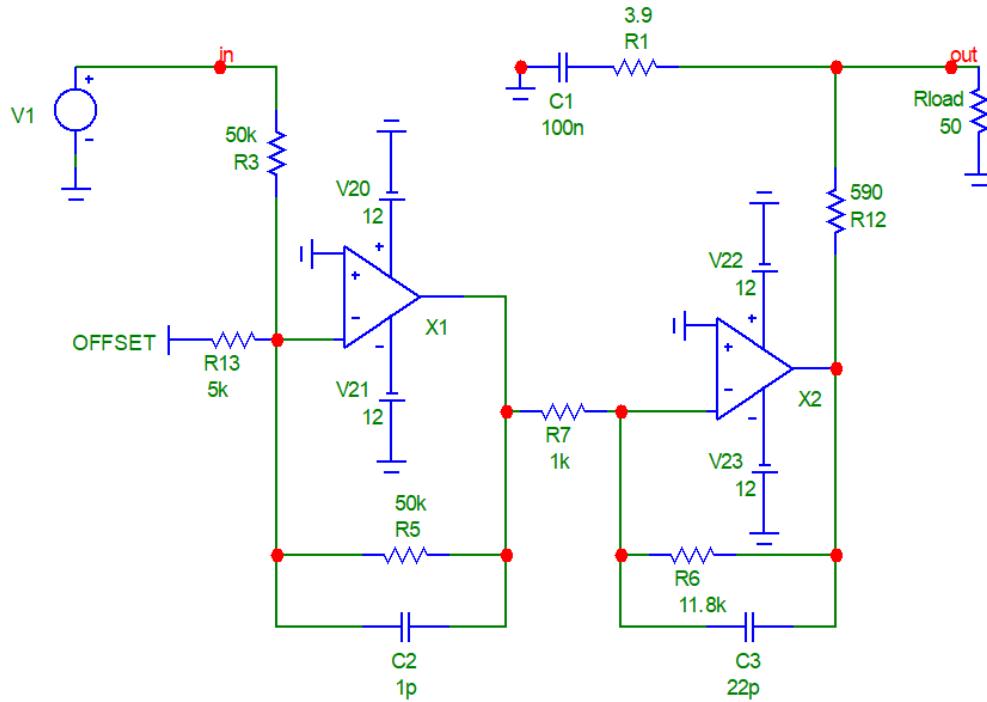 in
V1
+
-
50k
R3
3.9
R1
C1
100n
out
Rload
50
V20
12
+
+
-
-
X1
OFFSET
R13
5k
V21
12
590
R12
V22
12
+
+
-
-
X2
R7
1k
V23
12
50k
R5
C2
1p
R6
11.8k
C3
22p